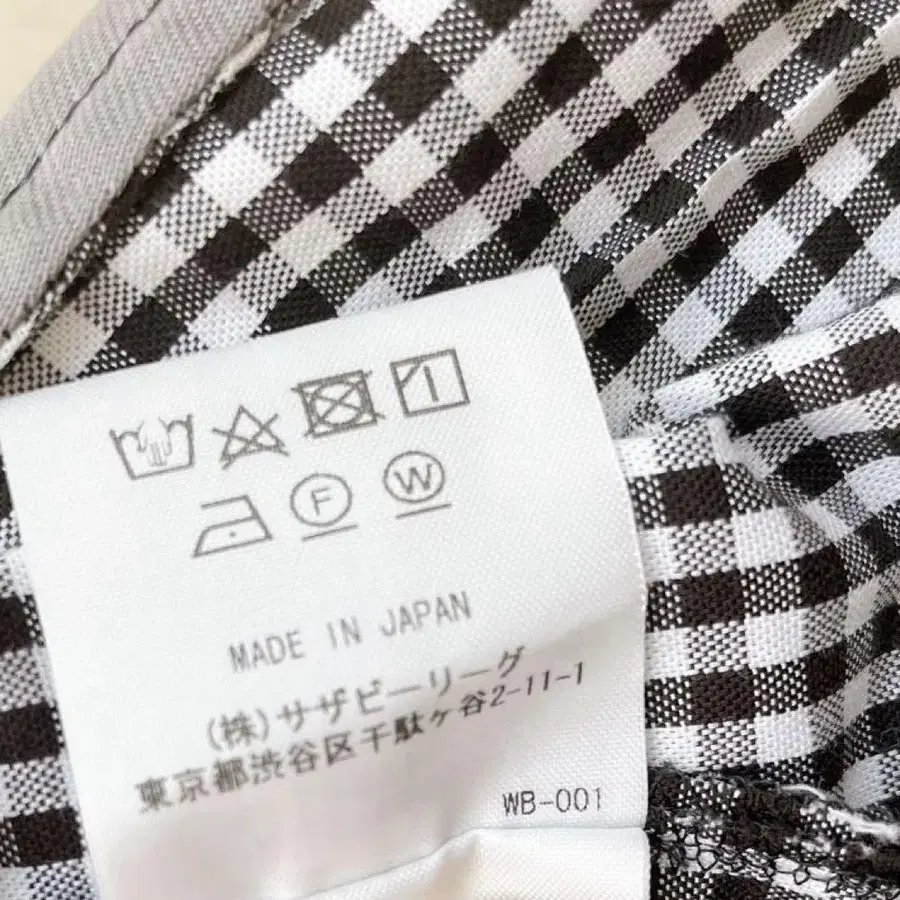 F W
MADE IN JAPAN
(株)サザビーリーグ
東京都渋谷区千駄ヶ谷2-11-1
WB-001